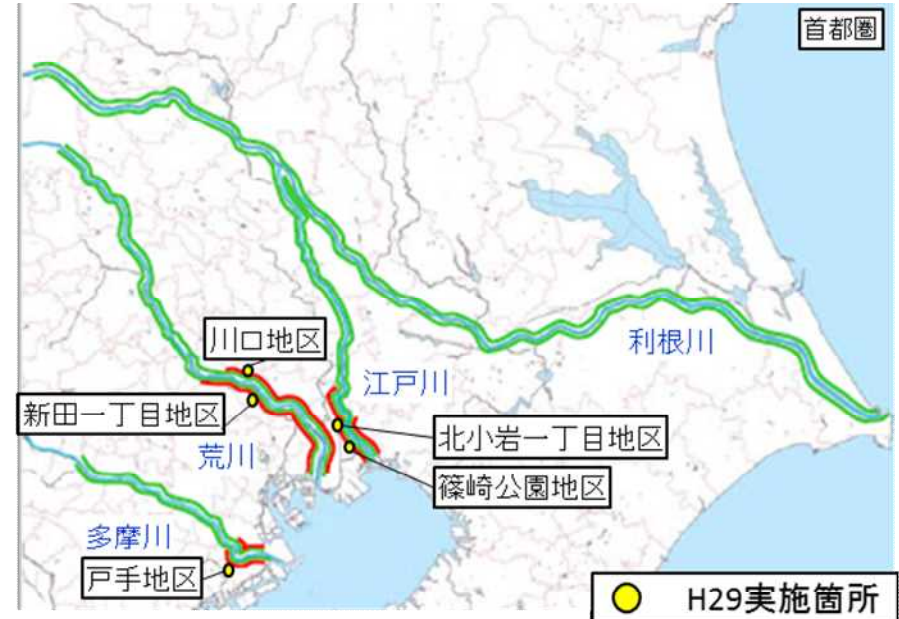 首都圏
利根川
川口地区
江戸川
新田一丁目地区
北小岩一丁目地区
荒川
篠崎公園地区
多摩川
戸手地区
H29実施箇所